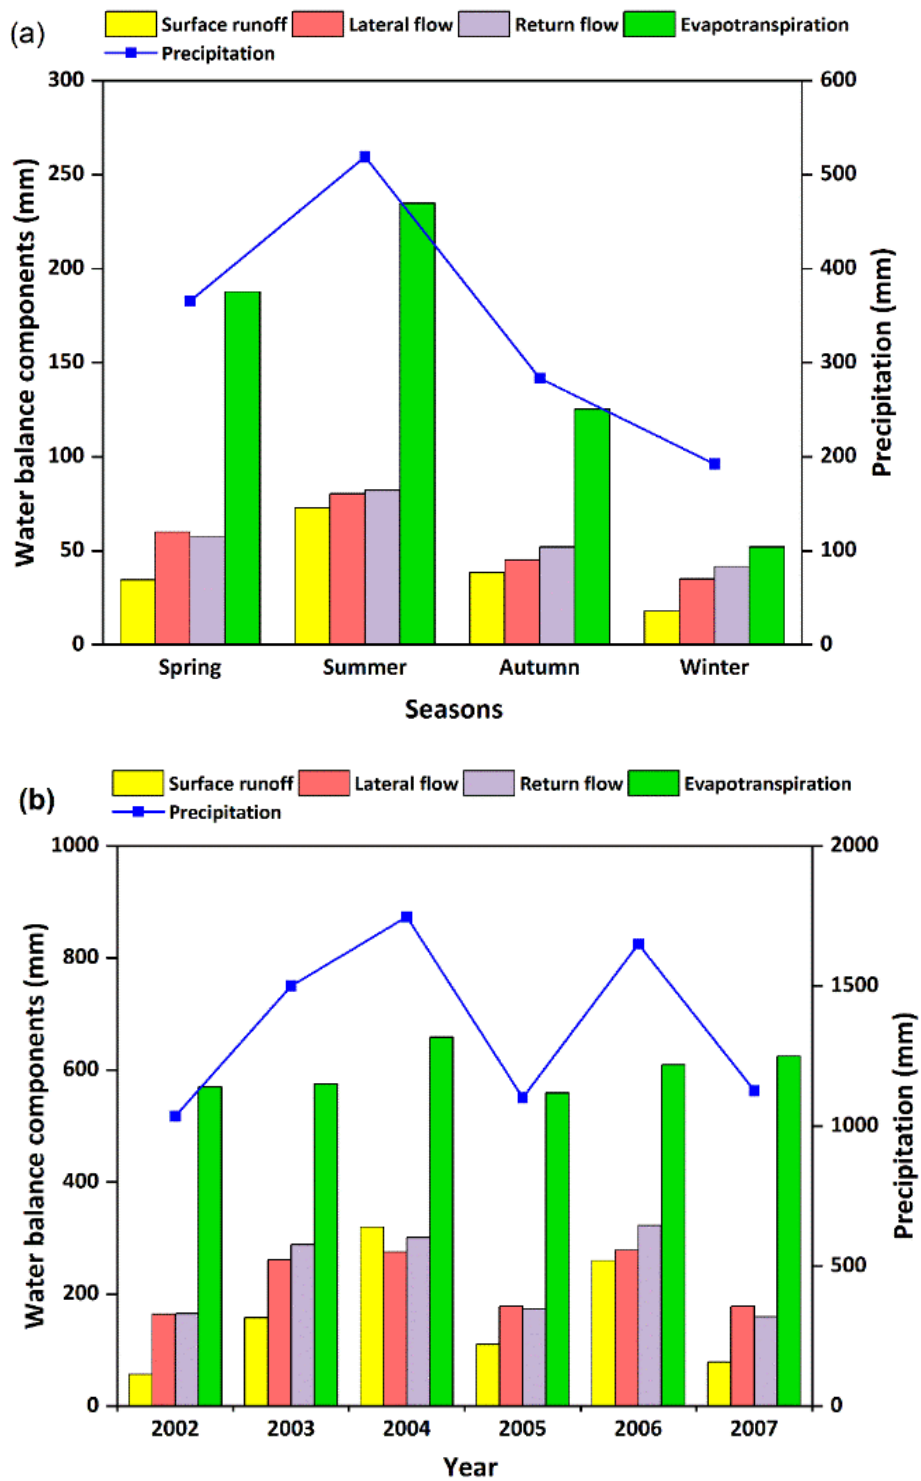 (a)
Surface runoff Lateral flow Return flow Evapotranspiration
Precipitation
300 600
250 500
200 400
150 300
100 200
50 100
0 0
Water balance components (mm)
Precipitation (mm)
Spring Summer Autumn Winter
Seasons
(b)
Surface runoff Lateral flow Return flow Evapotranspiration
Precipitation
1000 2000
800
1500
600
1000
400
500
200
0 0
Water balance components (mm)
Precipitation (mm)
2002 2003 2004 2005 2006 2007
Year